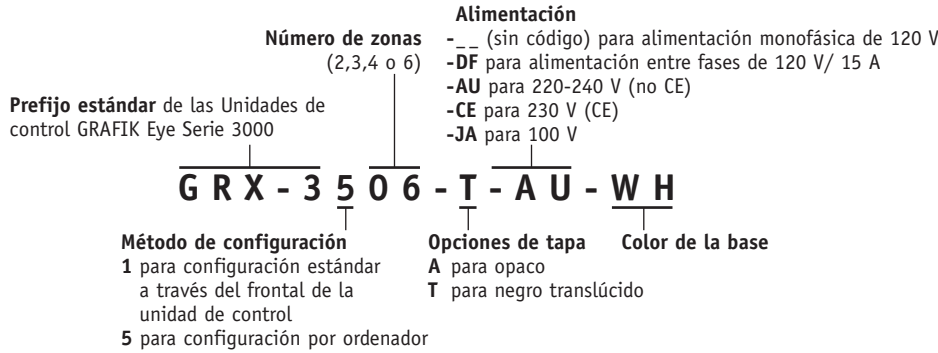 Alimentación
-_ _ (sin código) para alimentación monofásica de 120 V
-DF para alimentación entre fases de 120 V/ 15 A
-AU para 220-240 V (no CE)
-CE para 230 V (CE)
-JA para 100 V
Número de zonas
(2,3,4 o 6)
Prefijo estándar de las Unidades de
control GRAFIK Eye Serie 3000
GRX-3506-T-AU-WH
Método de configuración
1 para configuración estándar
a través del frontal de la
unidad de control
5 para configuración por ordenador
Opciones de tapa
A para opaco
T para negro translúcido
Color de la base